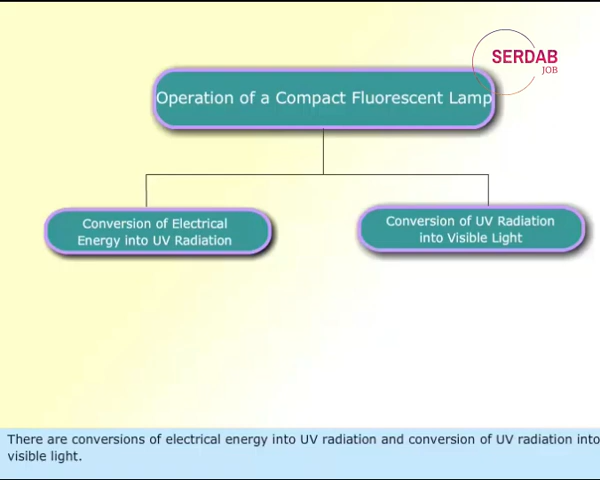 SERDAB
JOB
Operation of a Compact Fluorescent Lamp
Conversion of Electrical
Energy into UV Radiation
Conversion of UV Radiation
into Visible Light
There are conversions of electrical energy into UV radiation and conversion of UV radiation into
visible light.